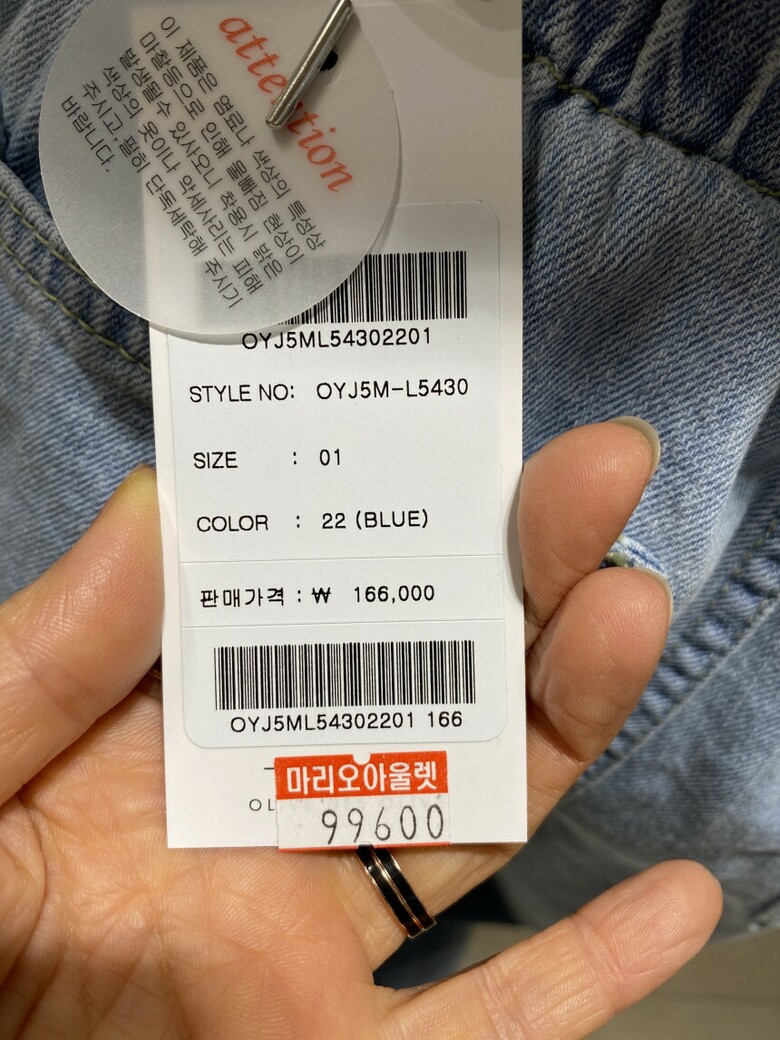 attention
이 제품은 염료나 색상의 특성상
마찰등으로 인해 물빠짐 현상이
발생될수 있사오니 착용시 밝은
색상의 옷이나 악세사리는 피해
주시고, 필히 단독세탁해 주시기
바랍니다.
OYJ5ML54302201
STYLE NO: OYJ5M-L5430
SIZE : 01
COLOR : 22 (BLUE)
판매가격 : ₩ 166,000
OYJ5ML54302201 166
마리오아울렛
99600